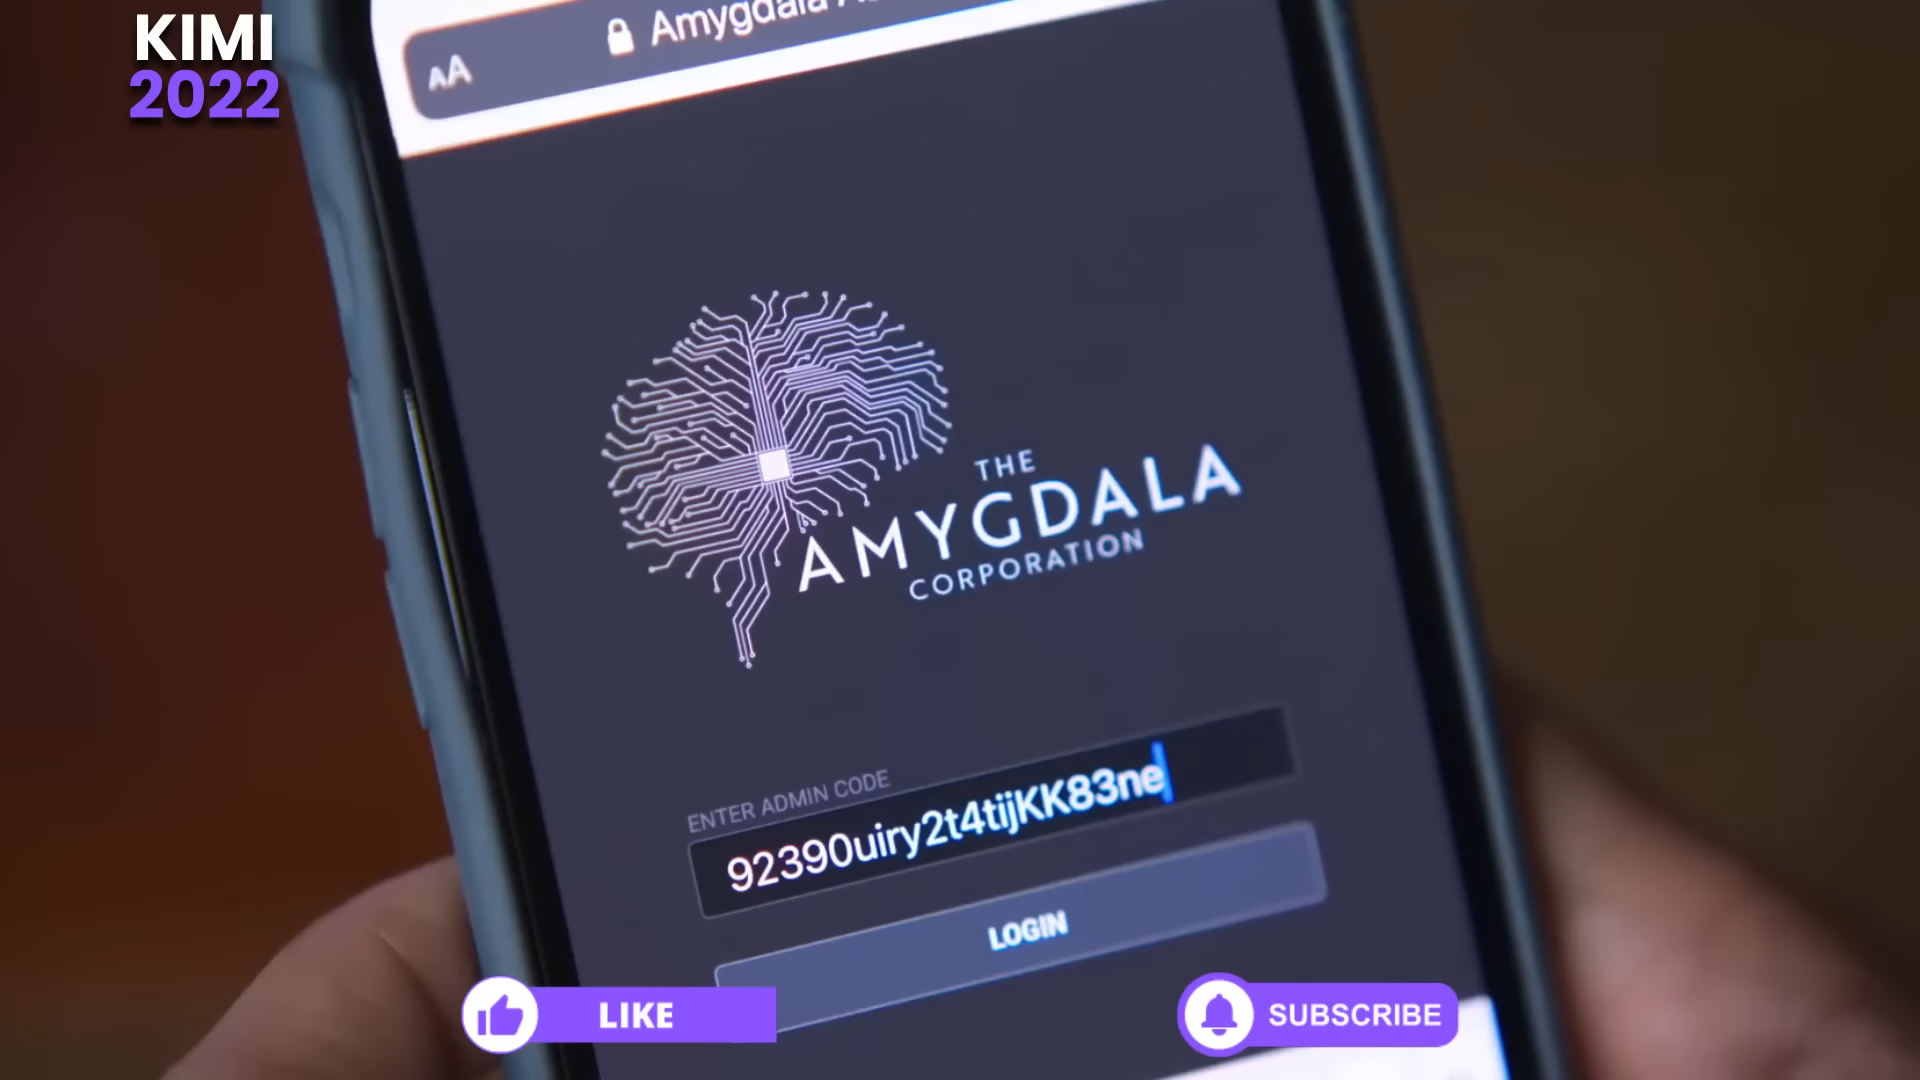 KIMI
2022
AA
Amygdala
THE
AMYGDALA
CORPORATION
ENTER ADMIN CODE
92390uiry2t4tijKK83ne
LOGIN
LIKE
SUBSCRIBE